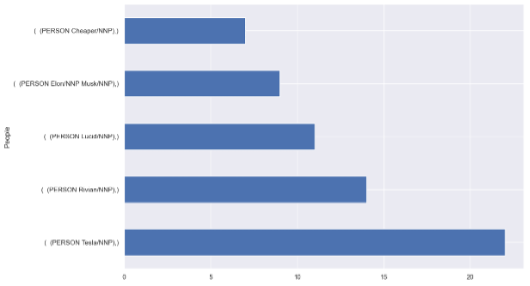 ( (PERSON Cheaper/NNP),)
( (PERSON Elon/NNP Musk/NNP),)
( (PERSON Lucid/NNP),)
People
( (PERSON Rivian/NNP),)
( (PERSON Tesla/NNP),)
0 5 10 15 20